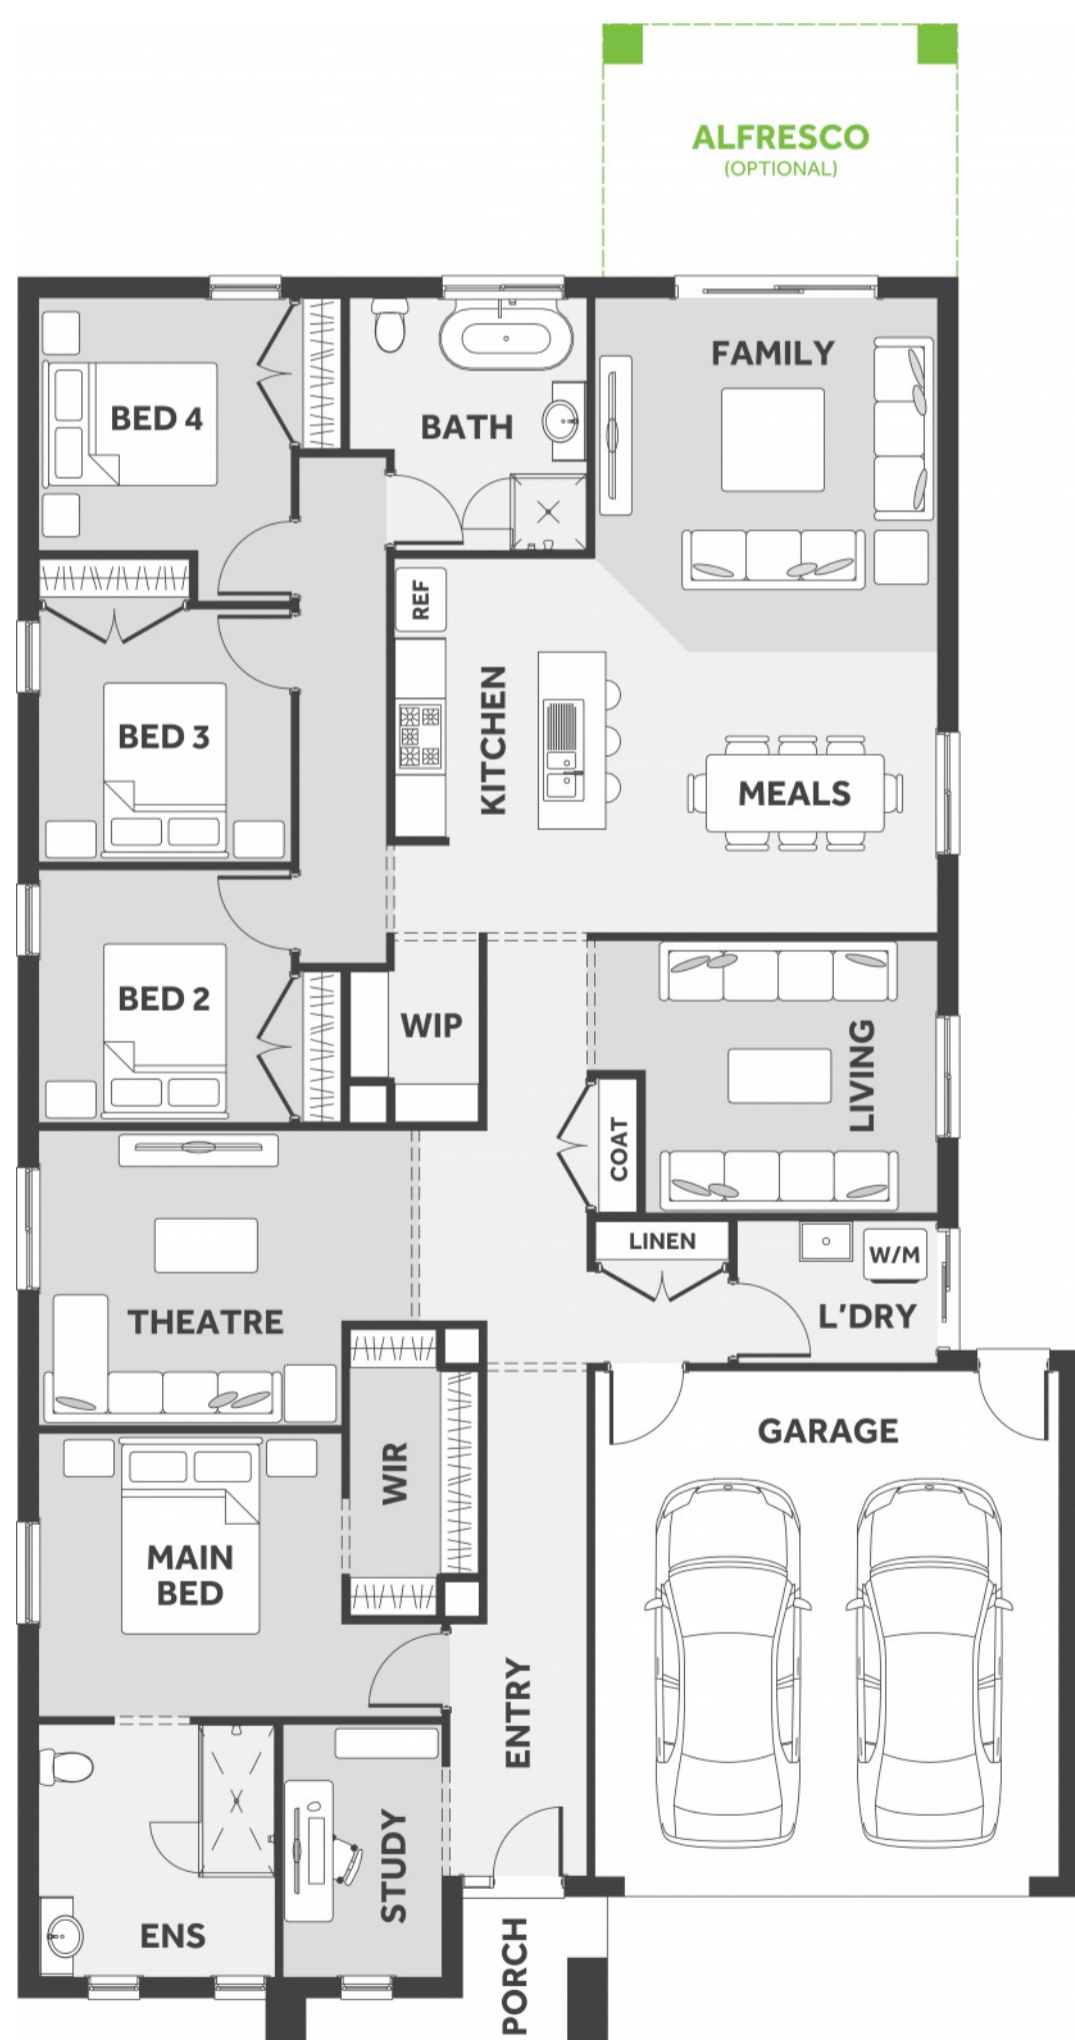 ALFRESCO
(OPTIONAL)
FAMILY
BED 4
BATH
REF
KITCHEN
BED 3
MEALS
BED 2
WIP
LIVING
COAT
LINEN
W/M
L'DRY
THEATRE
GARAGE
WIR
MAIN
BED
ENTRY
STUDY
ENS
PORCH